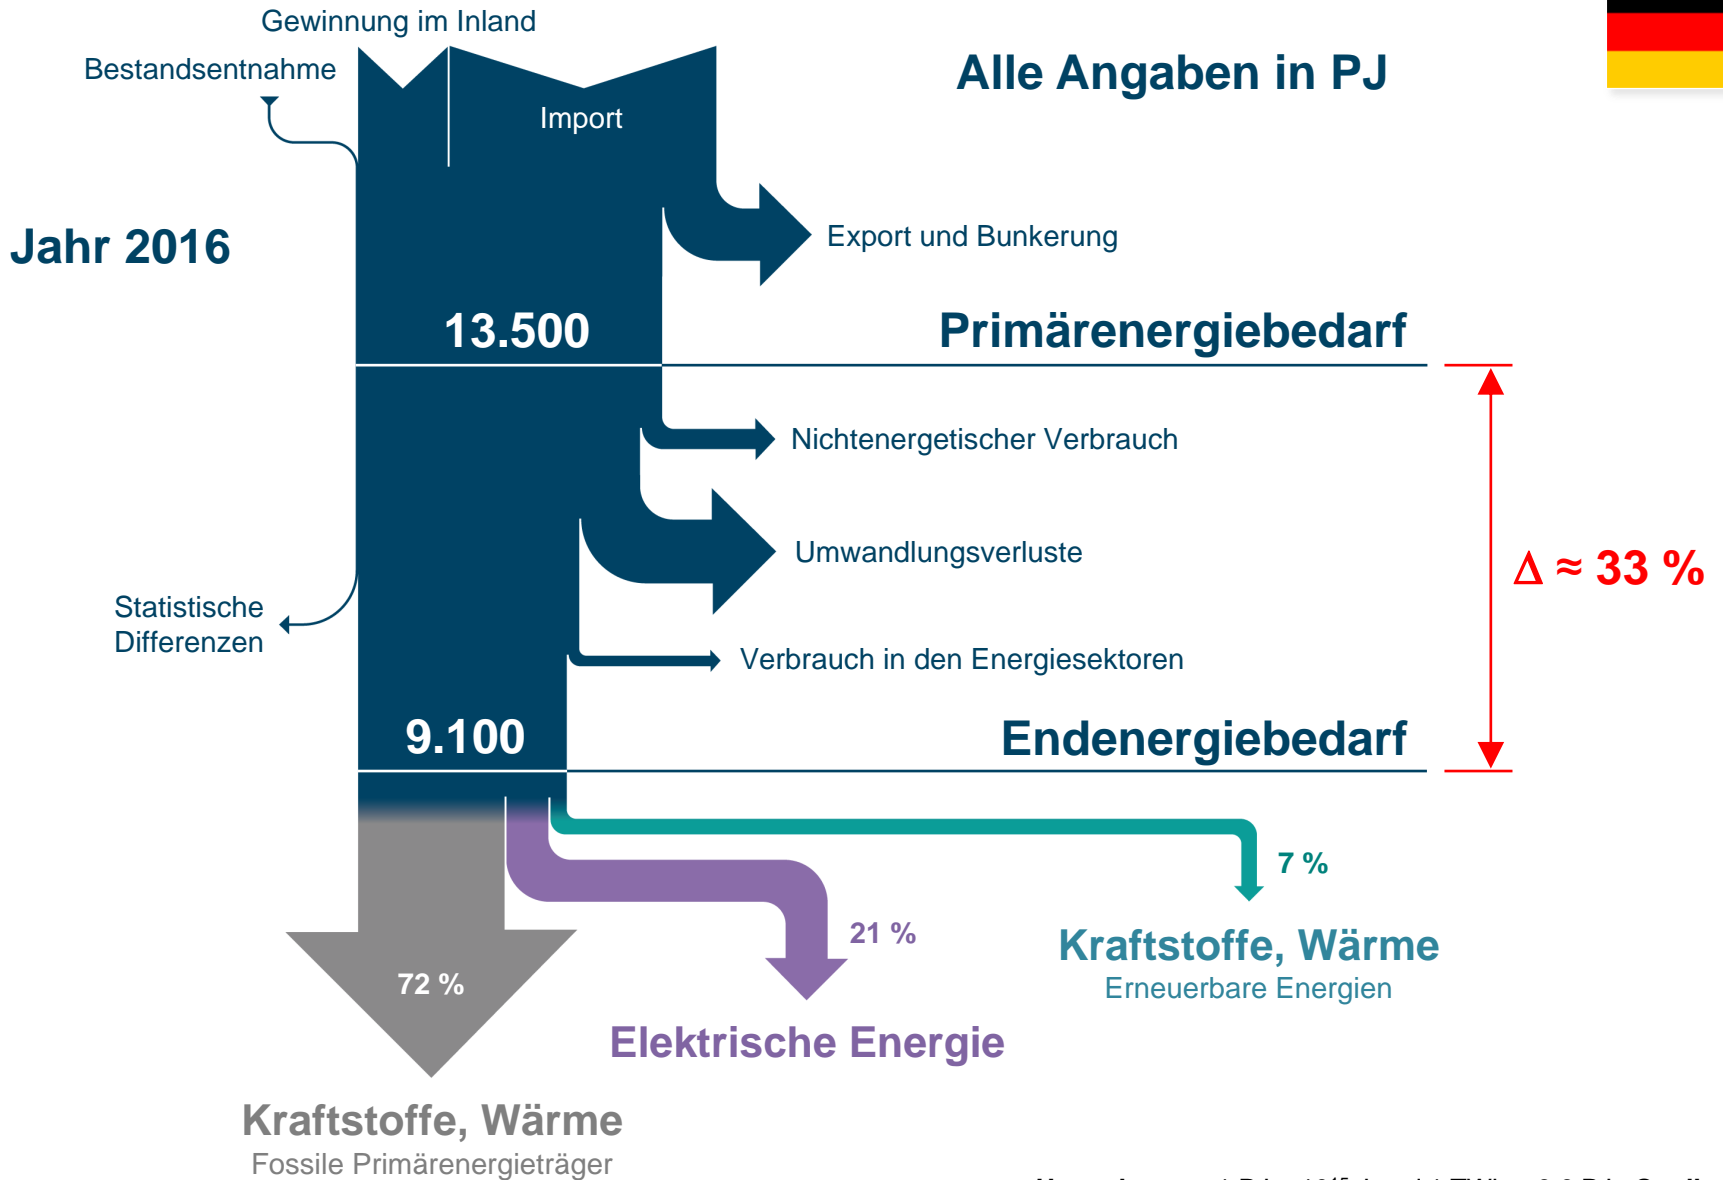 Gewinnung im Inland
Bestandsentnahme
Alle Angaben in PJ
Import
Jahr 2016
Export und Bunkerung
13.500
Primärenergiebedarf
Nichtenergetischer Verbrauch
Umwandlungsverluste
Δ ≈ 33 %
Statistische
Differenzen
Verbrauch in den Energiesektoren
9.100
Endenergiebedarf
7 %
21 %
Kraftstoffe, Wärme
Erneuerbare Energien
72 %
Elektrische Energie
Kraftstoffe, Wärme
Fossile Primärenergieträger